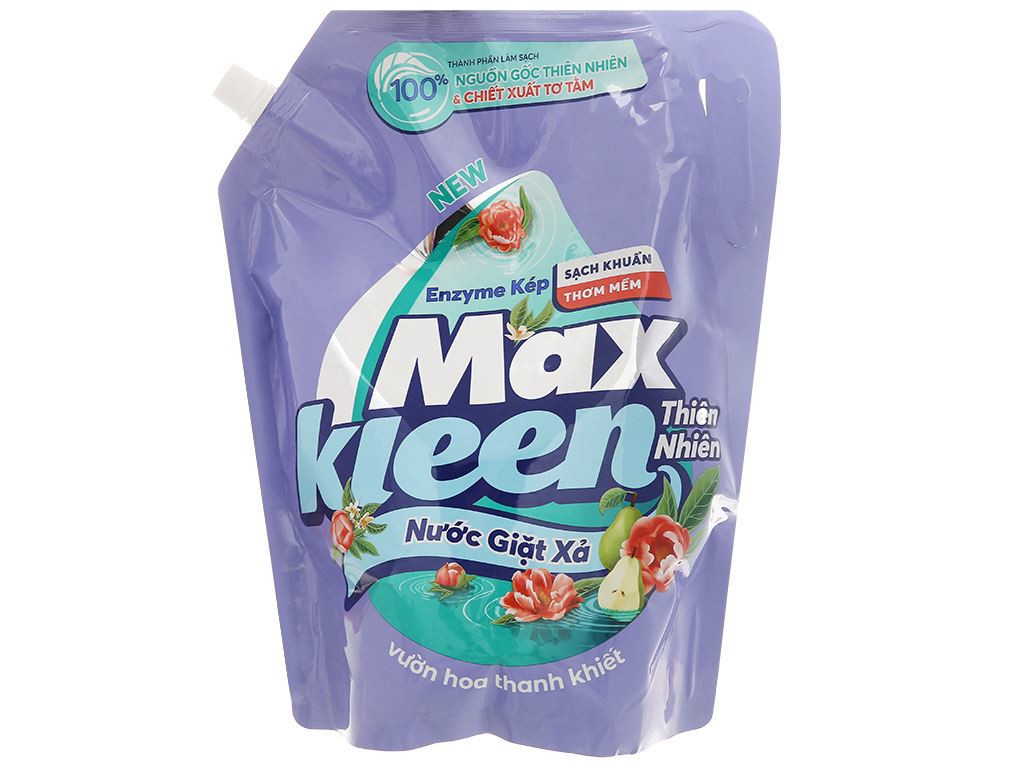 THÀNH PHẦN LÀM SẠCH
100% NGUỒN GỐC THIÊN NHIÊN
& CHIẾT XUẤT TƠ TẰM
NEW
Enzyme Kép
SẠCH KHUẨN
THƠM MỀM
Max
kleen
Thiên
Nhiên
Nước Giặt Xả
vườn hoa thanh khiết